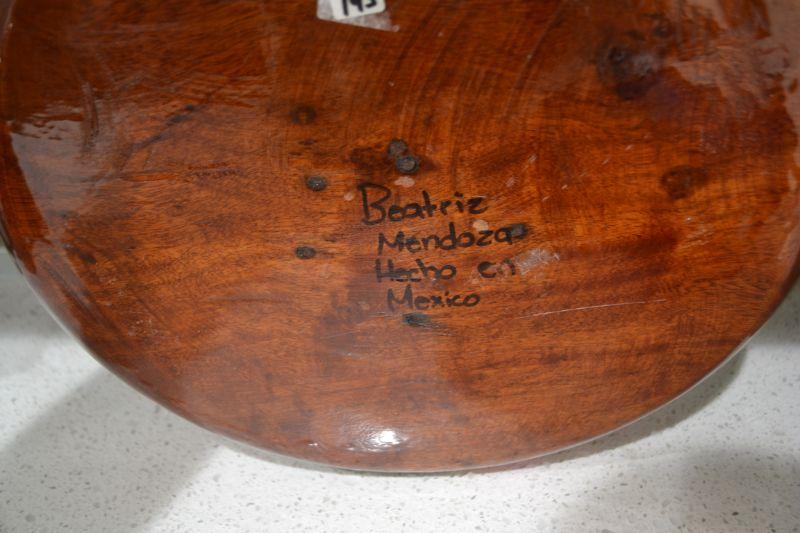 Beatriz
Mendoza
Hecho en
Mexico